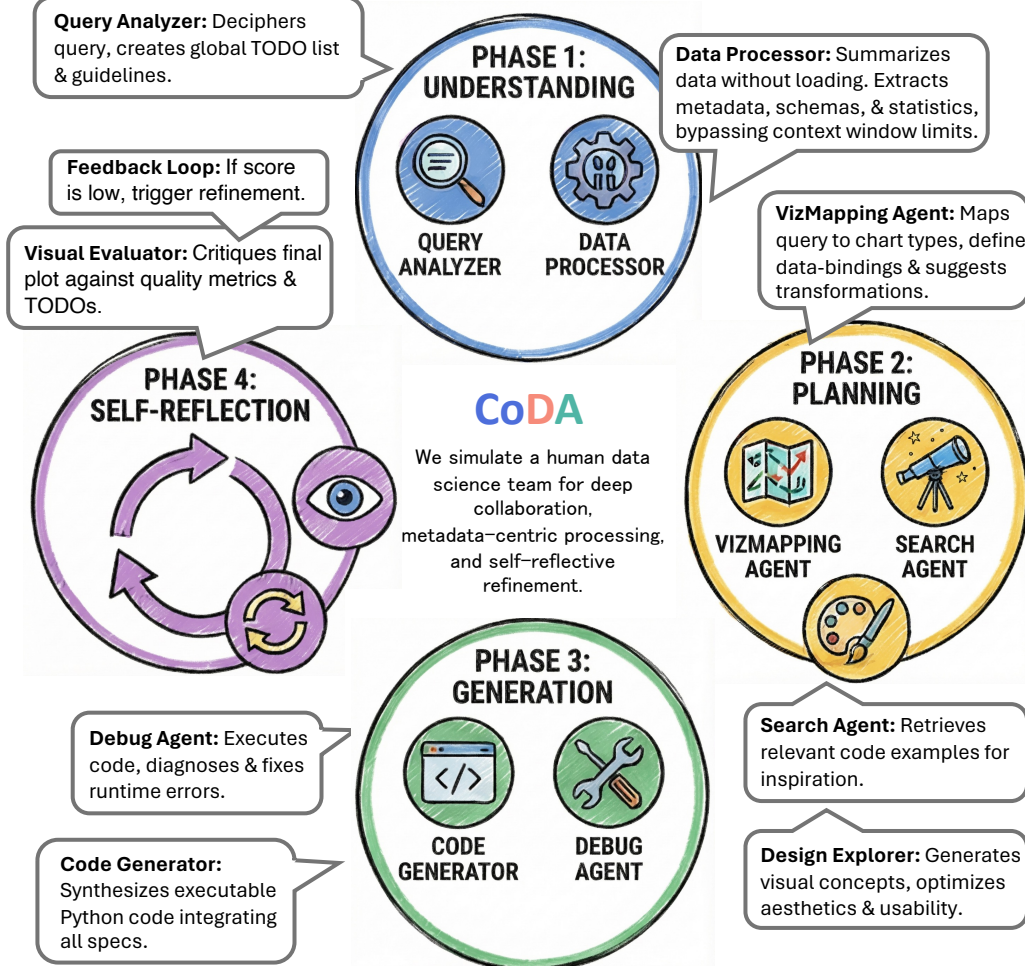 Query Analyzer: Deciphers
query, creates global TODO list
& guidelines.
PHASE 1:
UNDERSTANDING
QUERY
ANALYZER
DATA
PROCESSOR
Data Processor: Summarizes
data without loading. Extracts
metadata, schemas, & statistics,
bypassing context window limits.
Feedback Loop: If score
is low, trigger refinement.
Visual Evaluator: Critiques final
plot against quality metrics &
TODOs.
VizMapping Agent: Maps
query to chart types, define
data-bindings & suggests
transformations.
PHASE 4:
SELF-REFLECTION
CoDA
We simulate a human data
science team for deep
collaboration,
metadata-centric processing,
and self-reflective
refinement.
PHASE 2:
PLANNING
VIZMAPPING
AGENT
SEARCH
AGENT
PHASE 3:
GENERATION
</>
CODE
GENERATOR
DEBUG
AGENT
Debug Agent: Executes
code, diagnoses & fixes
runtime errors.
Code Generator:
Synthesizes executable
Python code integrating
all specs.
Search Agent: Retrieves
relevant code examples for
inspiration.
Design Explorer: Generates
visual concepts, optimizes
aesthetics & usability.